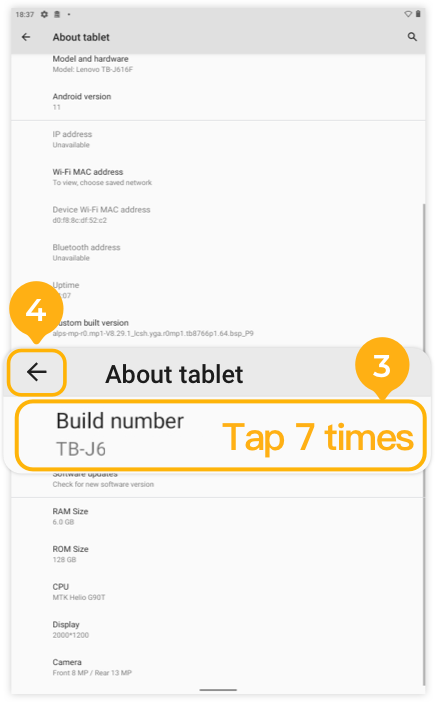 18:37
About tablet
Model and hardware
Model: Lenovo TB-J616F
Android version
11
IP address
Unavailable
Wi-Fi MAC address
To view, choose saved network
Device Wi-Fi MAC address
d0:f8:8c:df:52:c2
Bluetooth address
Unavailable
Uptime
:07
4
ustom built version
alps-mp-r0.mp1-V8.29.1_lcsh.yga.r0mp1.tb8766p1.64.bsp_P9
3
About tablet
Build number
TB-J6
Tap 7 times
Software updates
Check for new software version
RAM Size
6.0 GB
ROM Size
128 GB
CPU
MTK Helio G90T
Display
2000*1200
Camera
Front 8 MP / Rear 13 MP